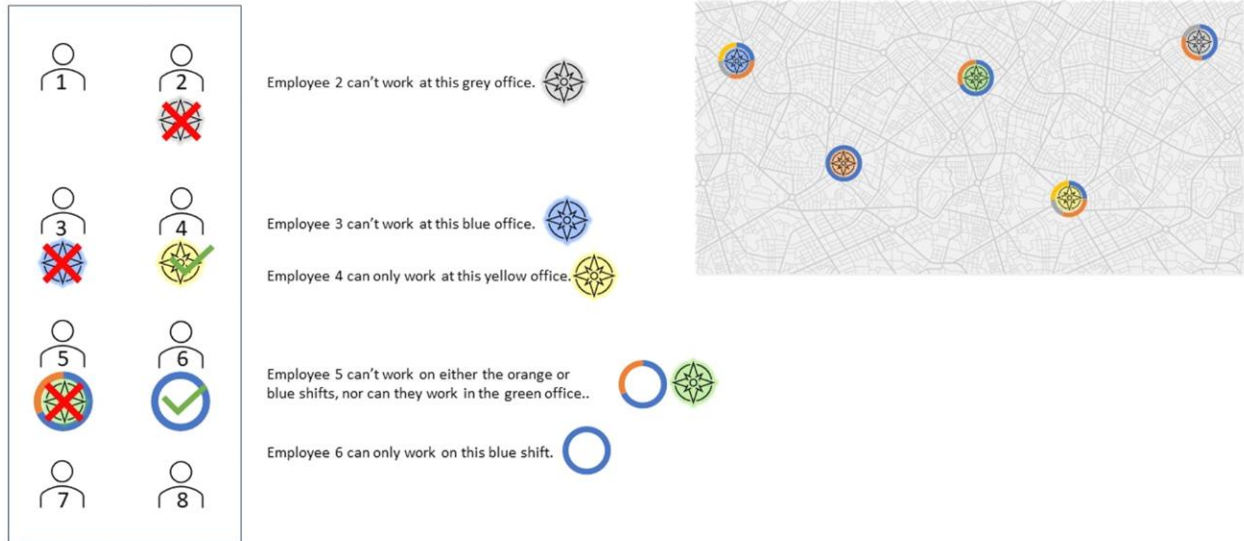 1
2
Employee 2 can't work at this grey office.
3
4
Employee 3 can't work at this blue office.
Employee 4 can only work at this yellow office.
5
6
Employee 5 can't work on either the orange or
blue shifts, nor can they work in the green office..
Employee 6 can only work on this blue shift.
7
8